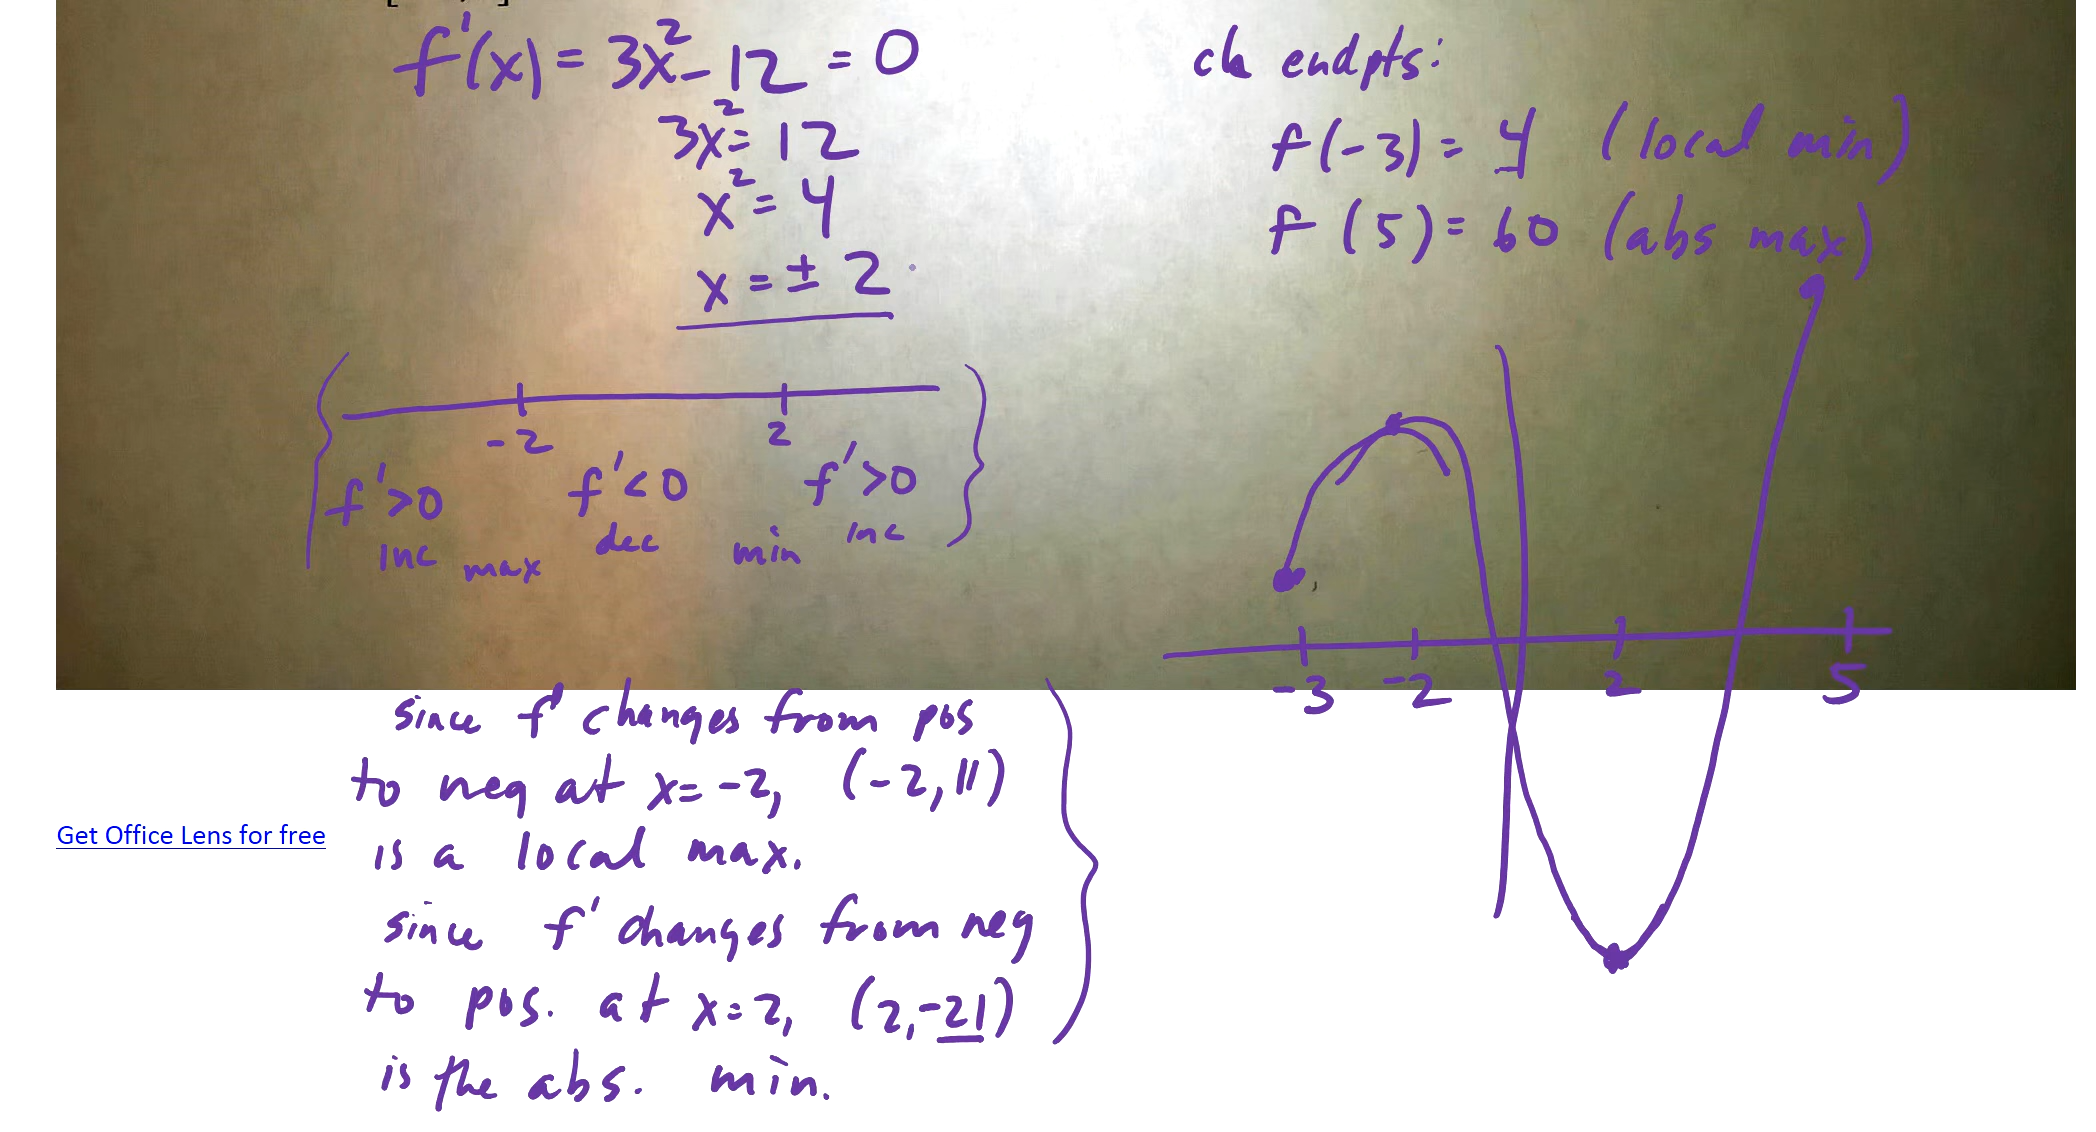 f'(x) = 3x² - 12 = 0
3x² = 12
x² = 4
x = ± 2
ck endpts:
f(-3) = 4 (local min)
f(5) = 60 (abs max)
-2 2
f'>0 f'<0 f'>0
inc max dec min inc
-3 -2 2 5
since f' changes from pos
to neg at x = -2, (-2, 11)
is a local max.
since f' changes from neg
to pos. at x = 2, (2, -21)
is the abs. min.
Get Office Lens for free